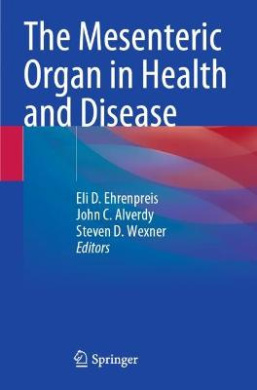 The Mesenteric
Organ in Health
and Disease
Eli D. Ehrenpreis
John C. Alverdy
Steven D. Wexner
Editors
Springer